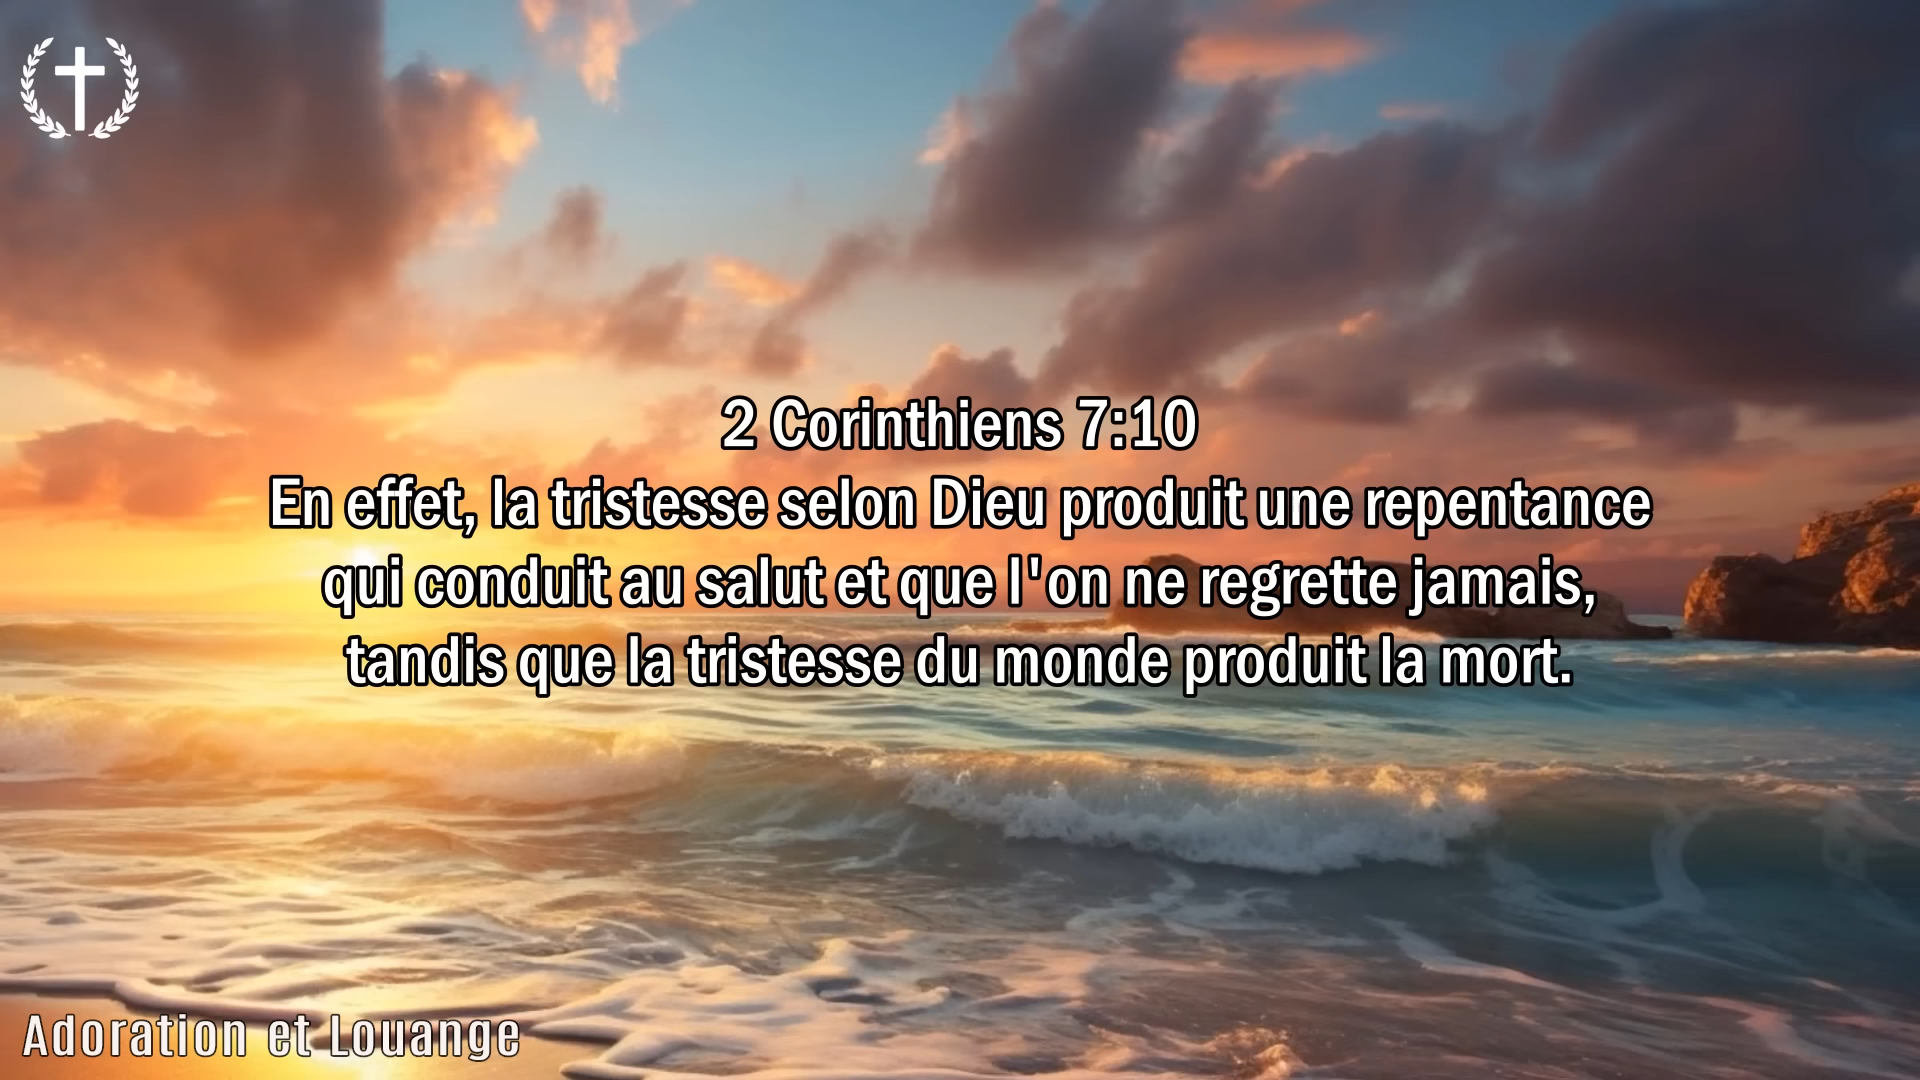 2 Corinthiens 7:10
En effet, la tristesse selon Dieu produit une repentance
qui conduit au salut et que l'on ne regrette jamais,
tandis que la tristesse du monde produit la mort.
Adoration et Louange